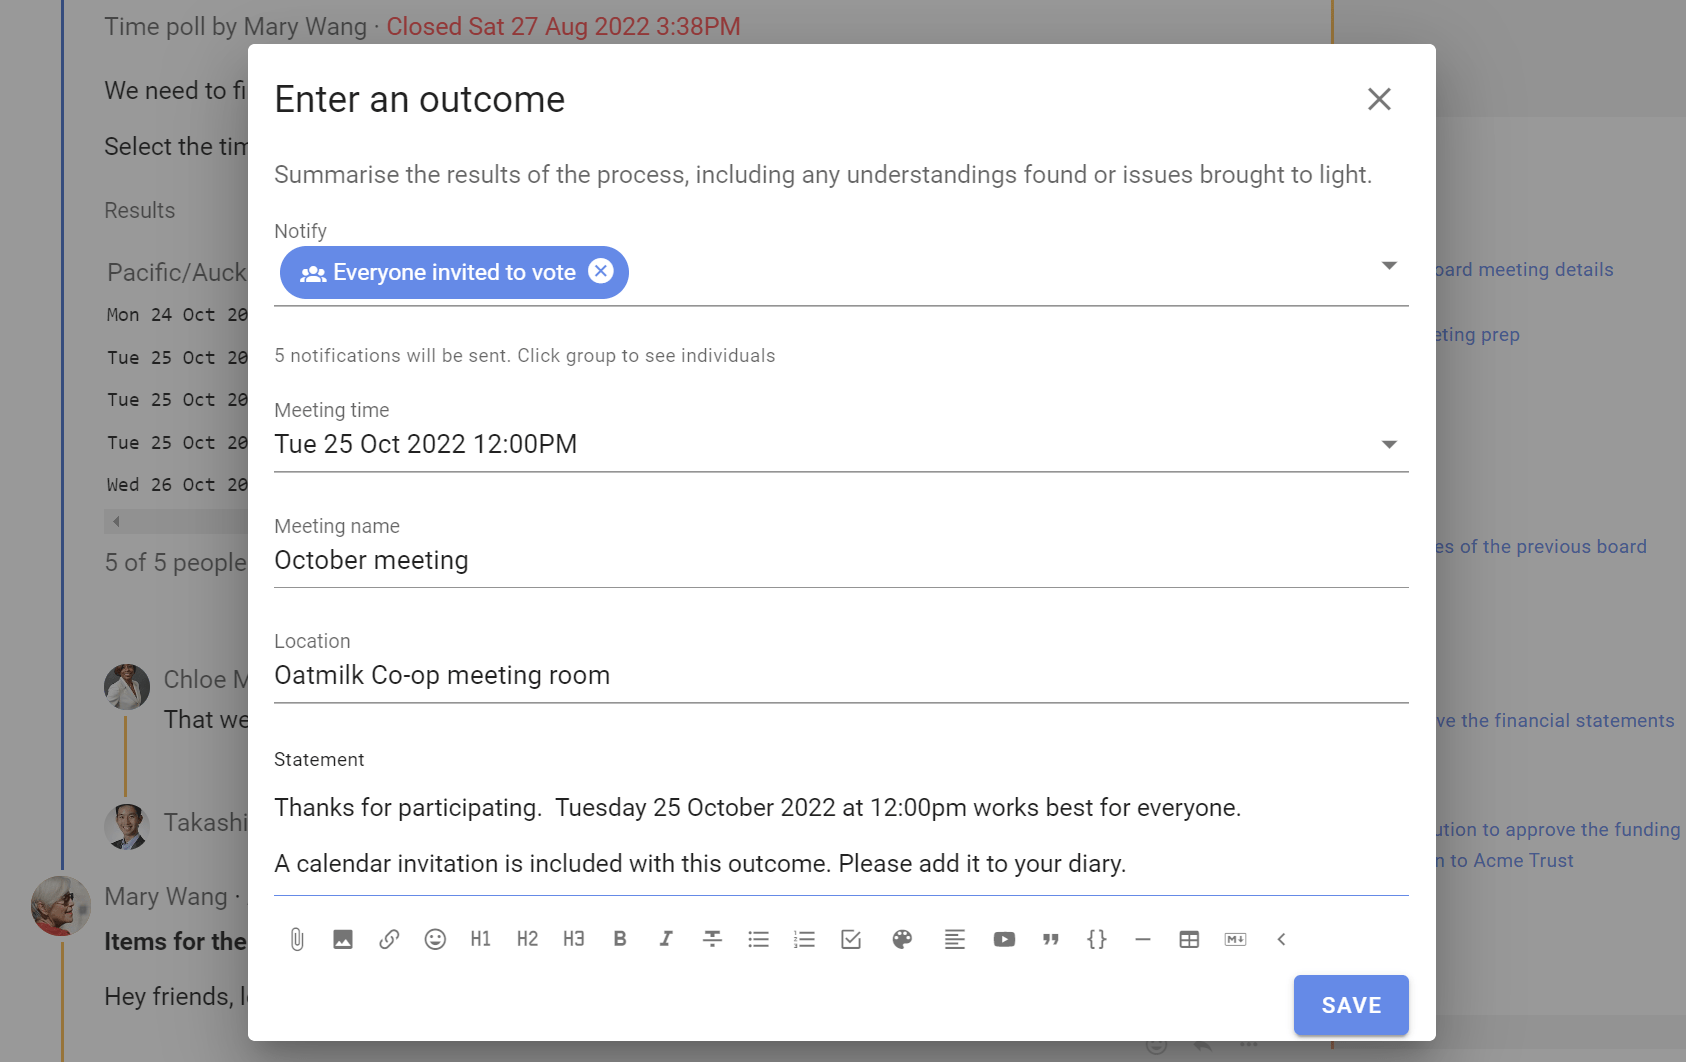 Time poll by Mary Wang · Closed Sat 27 Aug 2022 3:38PM
We need to
Select the
Results
Pacific/Auck
Mon 24 Oct 20
Tue 25 Oct 20
Tue 25 Oct 20
Tue 25 Oct 20
Wed 26 Oct 20
5 of 5 people
Chloe M
That we
Takashi
Mary Wang ·
Items for the
Hey friends,
Enter an outcome
Summarise the results of the process, including any understandings found or issues brought to light.
Notify
Everyone invited to vote
5 notifications will be sent. Click group to see individuals
Meeting time
Tue 25 Oct 2022 12:00PM
Meeting name
October meeting
Location
Oatmilk Co-op meeting room
Statement
Thanks for participating.  Tuesday 25 October 2022 at 12:00pm works best for everyone.
A calendar invitation is included with this outcome. Please add it to your diary.
H1 H2 H3 B I
M
SAVE
oard meeting details
eting prep
es of the previous board
ve the financial statements
ution to approve the funding
n to Acme Trust